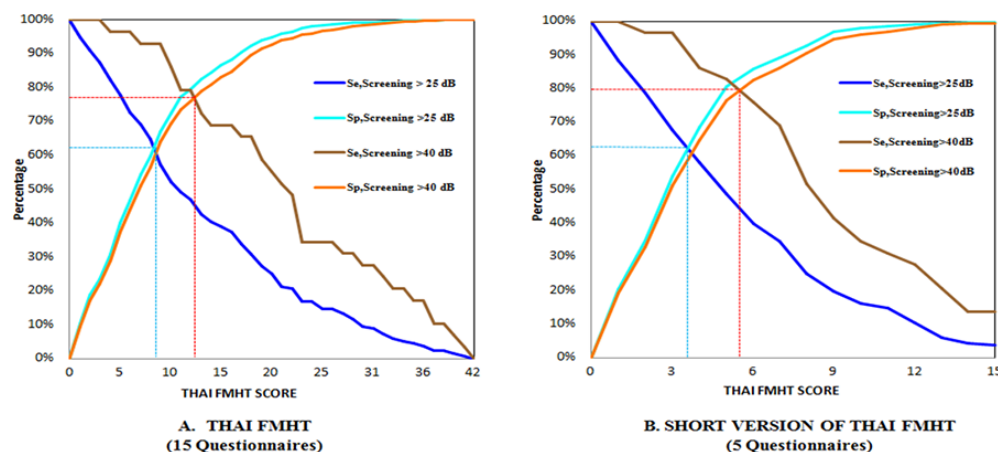 100%
90%
80%
70%
60%
50%
40%
30%
20%
10%
0%
Percentage
Se,Screening > 25 dB
Sp,Screening >25 dB
Se,Screening >40 dB
Sp,Screening >40 dB
0 5 10 15 20 25 31 36 42
THAI FMHT SCORE
A. THAI FMHT
(15 Questionnaires)
100%
90%
80%
70%
60%
50%
40%
30%
20%
10%
0%
Percentage
Se,Screening>25dB
Sp,Screening>25dB
Se,Screening>40dB
Sp,Screening>40dB
0 3 6 9 12 15
THAI FMHT SCORE
B. SHORT VERSION OF THAI FMHT
(5 Questionnaires)